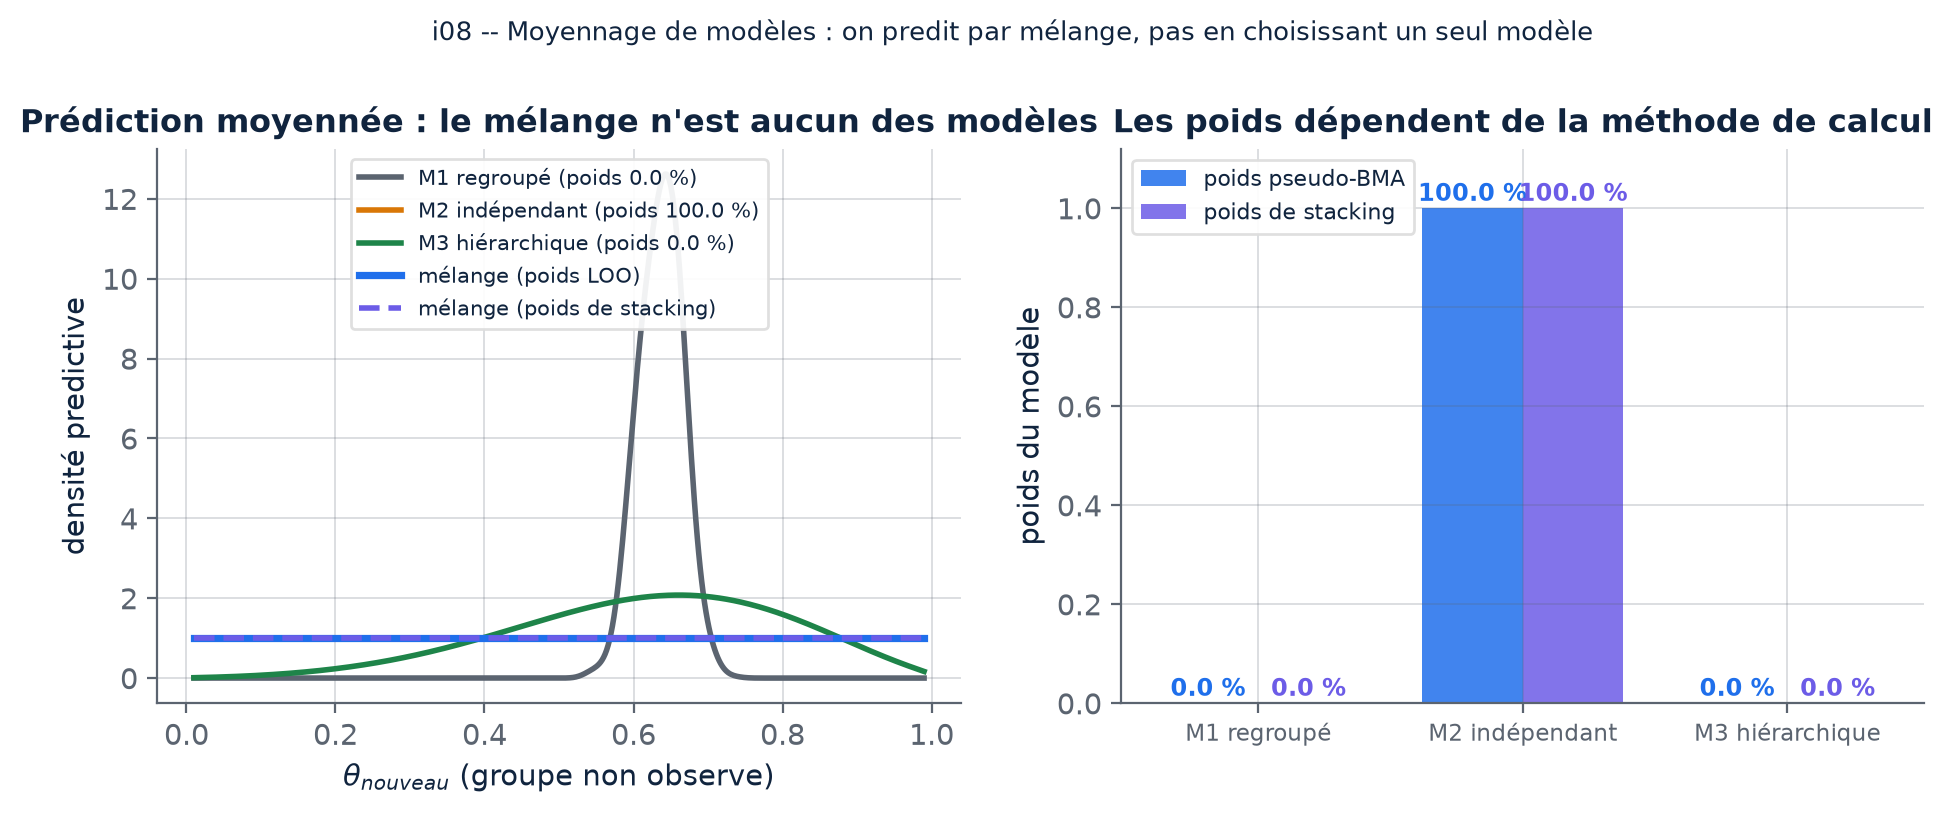 i08 -- Moyennage de modèles : on predit par mélange, pas en choisissant un seul modèle
Prédiction moyennée : le mélange n'est aucun des modèles
densité predictive
12
10
8
6
4
2
0
M1 regroupé (poids 0.0 %)
M2 indépendant (poids 100.0 %)
M3 hiérarchique (poids 0.0 %)
mélange (poids LOO)
mélange (poids de stacking)
0.0 0.2 0.4 0.6 0.8 1.0
θnouveau (groupe non observe)
Les poids dépendent de la méthode de calcul
poids du modèle
1.0
0.8
0.6
0.4
0.2
0.0
poids pseudo-BMA
poids de stacking
100.0 % 100.0 %
0.0 % 0.0 % 0.0 % 0.0 %
M1 regroupé M2 indépendant M3 hiérarchique